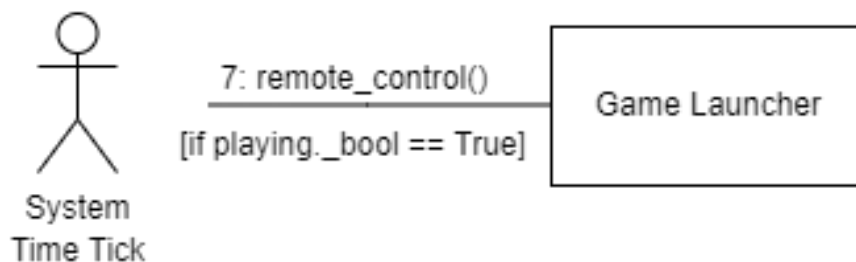 7: remote_control()
Game Launcher
[if playing._bool == True]
System
Time Tick